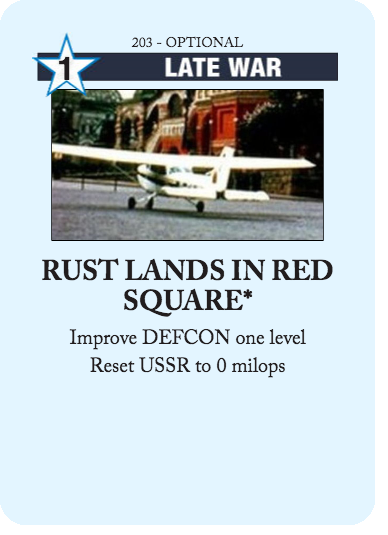 203 - OPTIONAL
1
LATE WAR
RUST LANDS IN RED
SQUARE*
Improve DEFCON one level
Reset USSR to 0 milops